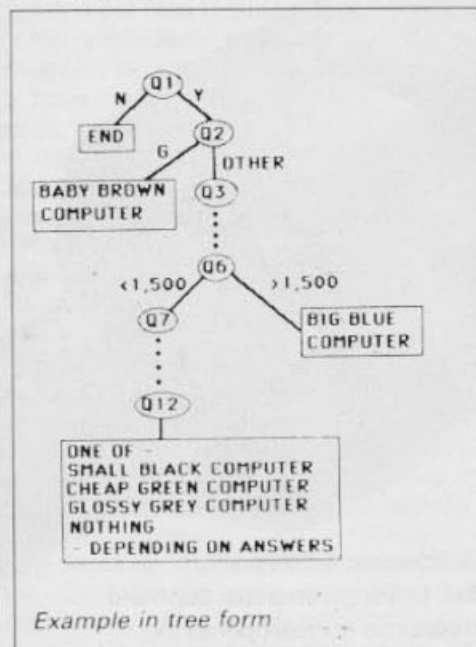 Q1
N Y
END
Q2
G OTHER
BABY BROWN
COMPUTER
Q3
Q6
<1,500 >1,500
Q7
BIG BLUE
COMPUTER
Q12
ONE OF -
SMALL BLACK COMPUTER
CHEAP GREEN COMPUTER
GLOSSY GREY COMPUTER
NOTHING
- DEPENDING ON ANSWERS
Example in tree form